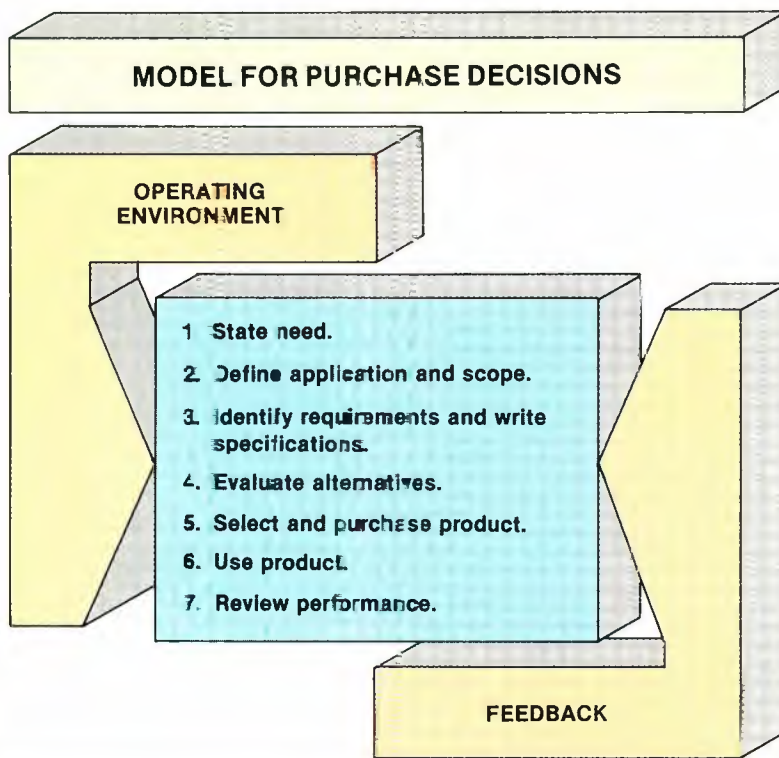 MODEL FOR PURCHASE DECISIONS
OPERATING
ENVIRONMENT
1 State need.
2. Define application and scope.
3. Identify requirements and write
specifications.
4. Evaluate alternatives.
5. Select and purchase product.
6. Use product.
7. Review performance.
FEEDBACK